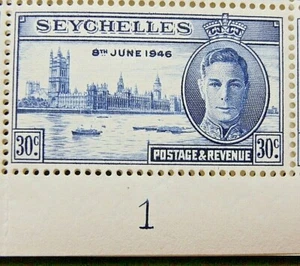 SEYCHELLES
8TH JUNE 1946
30c. POSTAGE & REVENUE 30c.
1